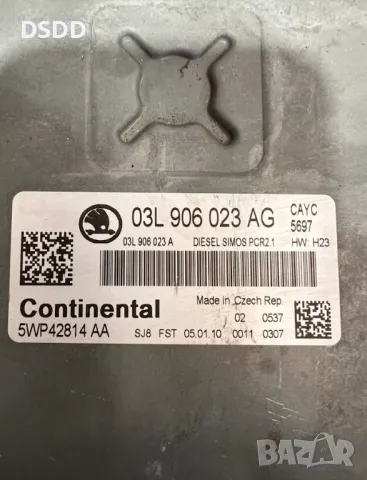 DSDD
03L 906 023 AG
CAYC
5697
03L 906 023 A DIESEL SIMOS PCR2.1 HW: H23
Continental
Made in Czech Rep
02 0537
5WP42814 AA SJ8 FST 05.01.10 0011 0307
BAZAR